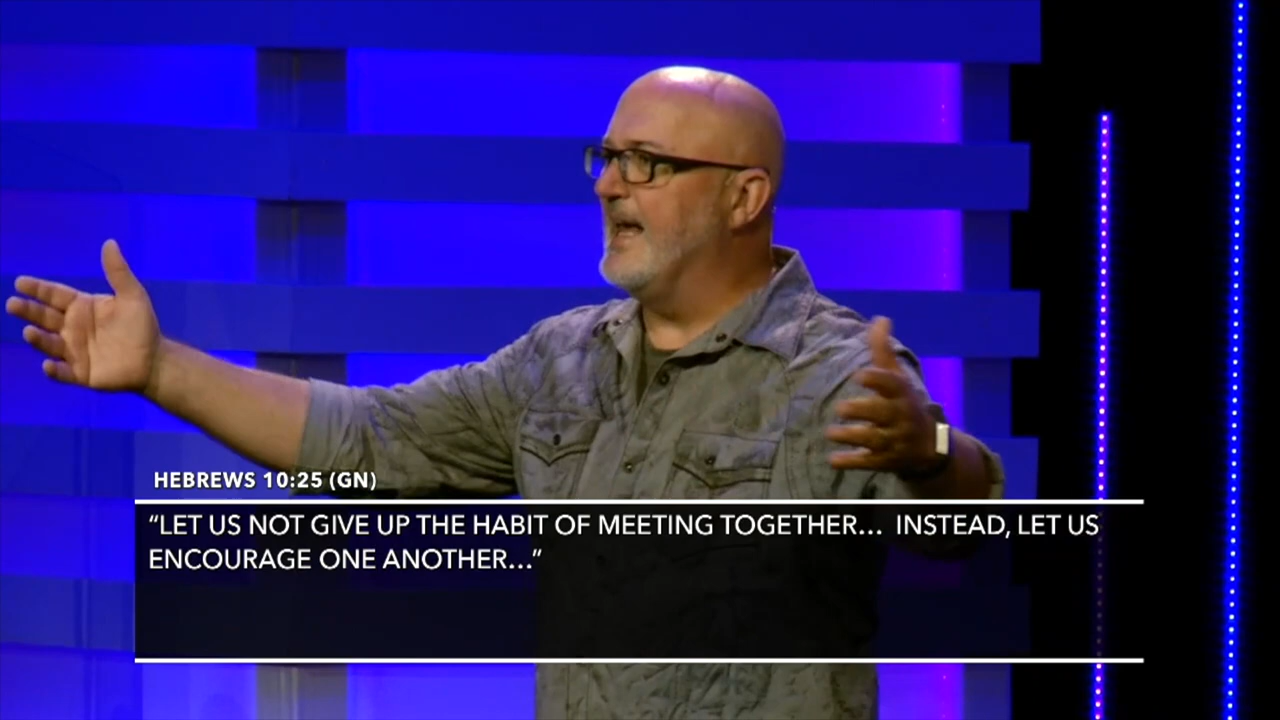 HEBREWS 10:25 (GN)
“LET US NOT GIVE UP THE HABIT OF MEETING TOGETHER... INSTEAD, LET US
ENCOURAGE ONE ANOTHER...”